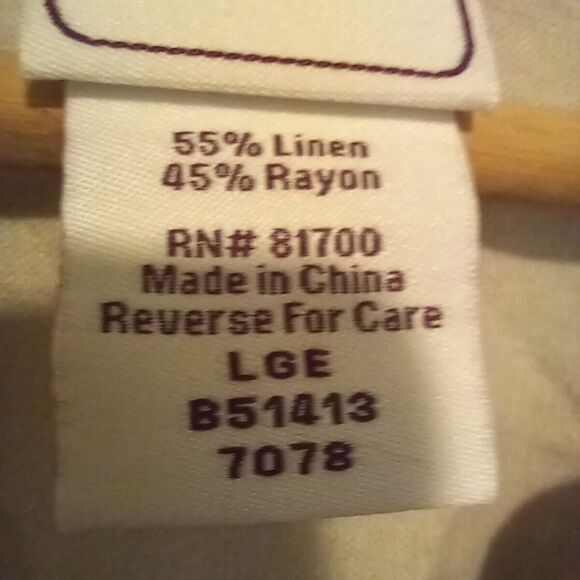 55% Linen
45% Rayon
RN# 81700
Made in China
Reverse For Care
LGE
B51413
7078